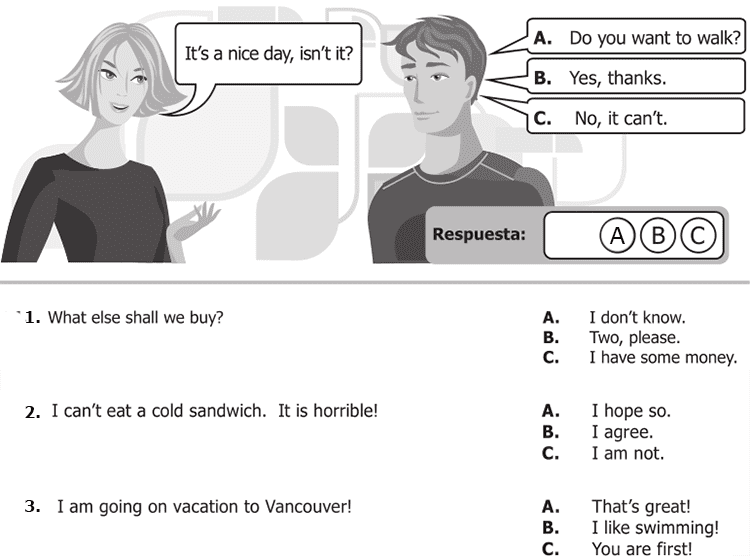 It's a nice day, isn't it?
A. Do you want to walk?
B. Yes, thanks.
C. No, it can't.
Respuesta: A B C
1. What else shall we buy?
A. I don't know.
B. Two, please.
C. I have some money.
2. I can't eat a cold sandwich. It is horrible!
A. I hope so.
B. I agree.
C. I am not.
3. I am going on vacation to Vancouver!
A. That's great!
B. I like swimming!
C. You are first!